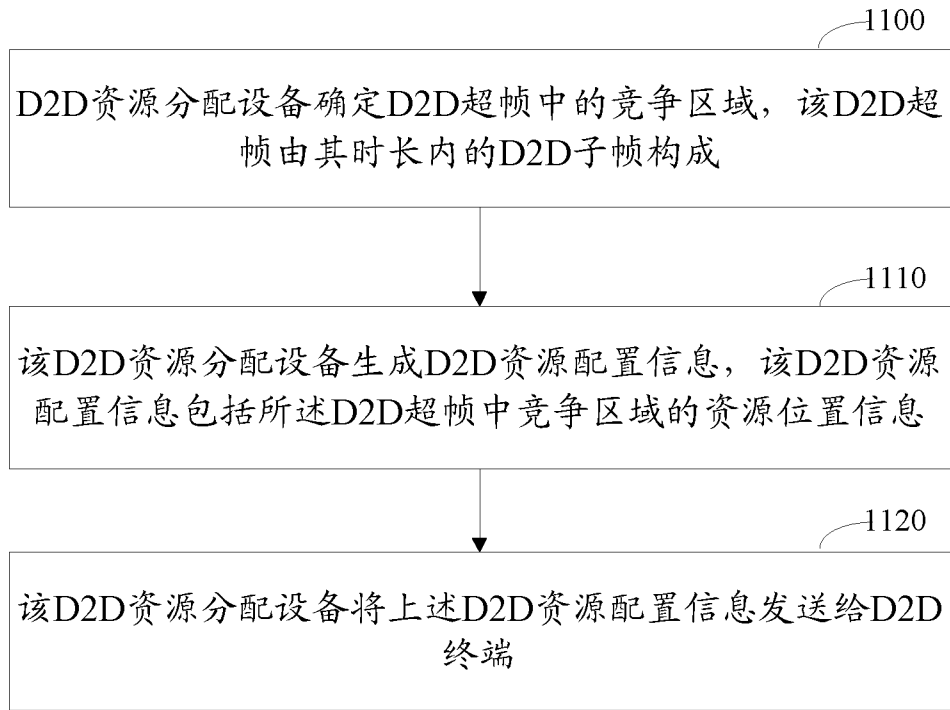 1100
D2D资源分配设备确定D2D超帧中的竞争区域，该D2D超
帧由其时长内的D2D子帧构成
1110
该D2D资源分配设备生成D2D资源配置信息，该D2D资源
配置信息包括所述D2D超帧中竞争区域的资源位置信息
1120
该D2D资源分配设备将上述D2D资源配置信息发送给D2D
终端